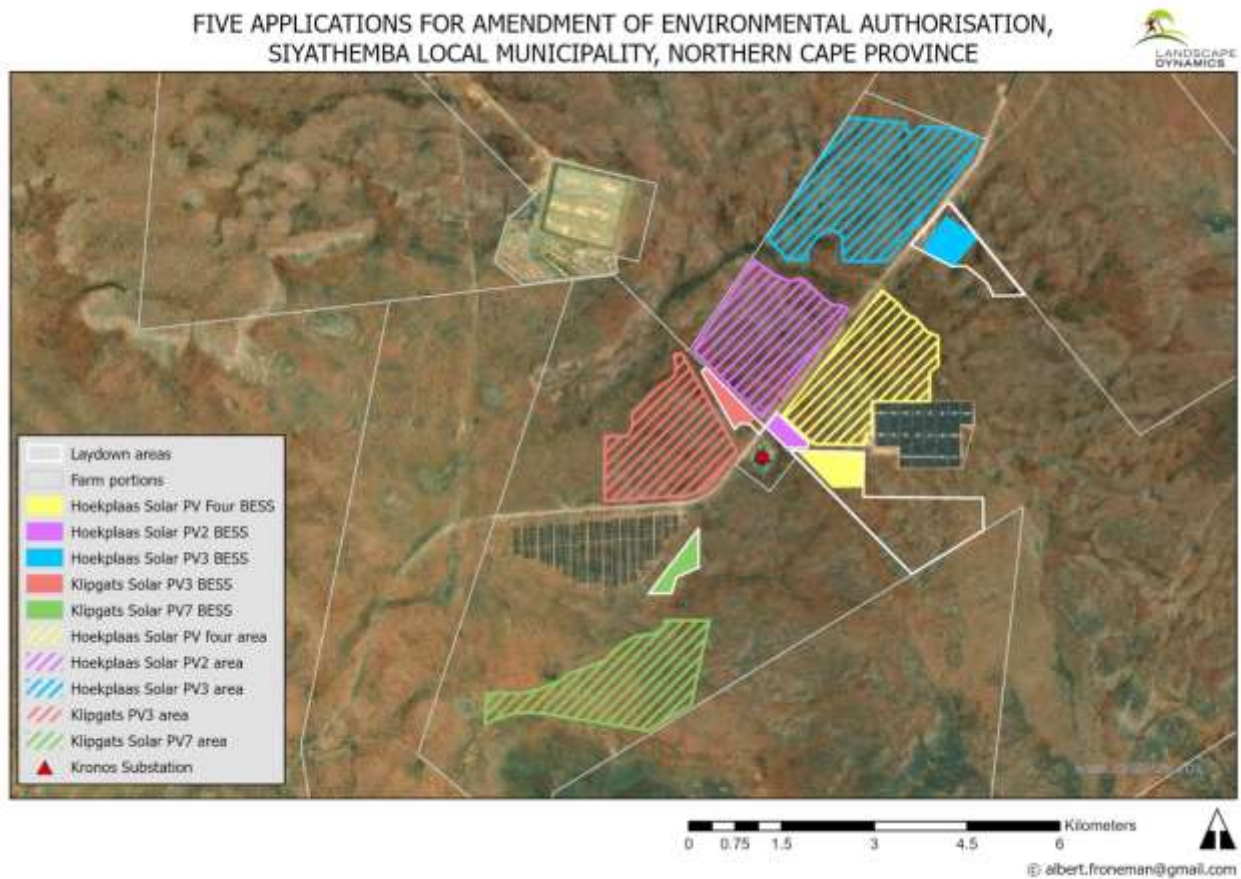 FIVE APPLICATIONS FOR AMENDMENT OF ENVIRONMENTAL AUTHORISATION,
SIYATHEMBA LOCAL MUNICIPALITY, NORTHERN CAPE PROVINCE
LANDSCAPE
DYNAMICS
Laydown areas
Farm portions
Hoekplaas Solar PV Four BESS
Hoekplaas Solar PV2 BESS
Hoekplaas Solar PV3 BESS
Klipgats Solar PV3 BESS
Klipgats Solar PV7 BESS
Hoekplaas Solar PV four area
Hoekplaas Solar PV2 area
Hoekplaas Solar PV3 area
Klipgats PV3 area
Klipgats Solar PV7 area
Kronos Substation
Kilometers
0 0.75 1.5 3 4.5 6
© albert.froneman@gmail.com